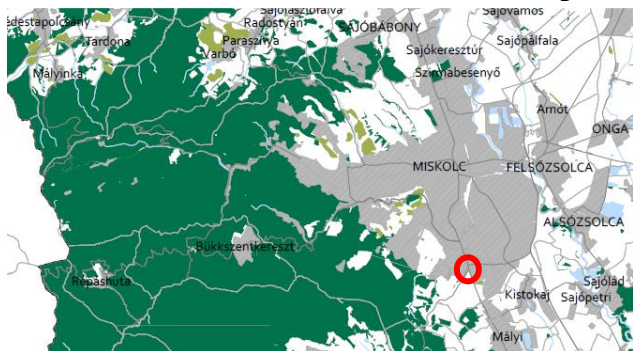 Sajóvámos
Radostyán
SAJÓBÁBONY
Tardona
Parasznya
Sajókeresztúr
Sajópálfala
Varbó
Mályinka
Szirmabesenyő
Arnót
ONGA
MISKOLC
FELSŐZSOLCA
ALSÓZSOLCA
Bükkszentkereszt
Répáshuta
Sajólád
Kistokaj
Sajópetri
Mályi